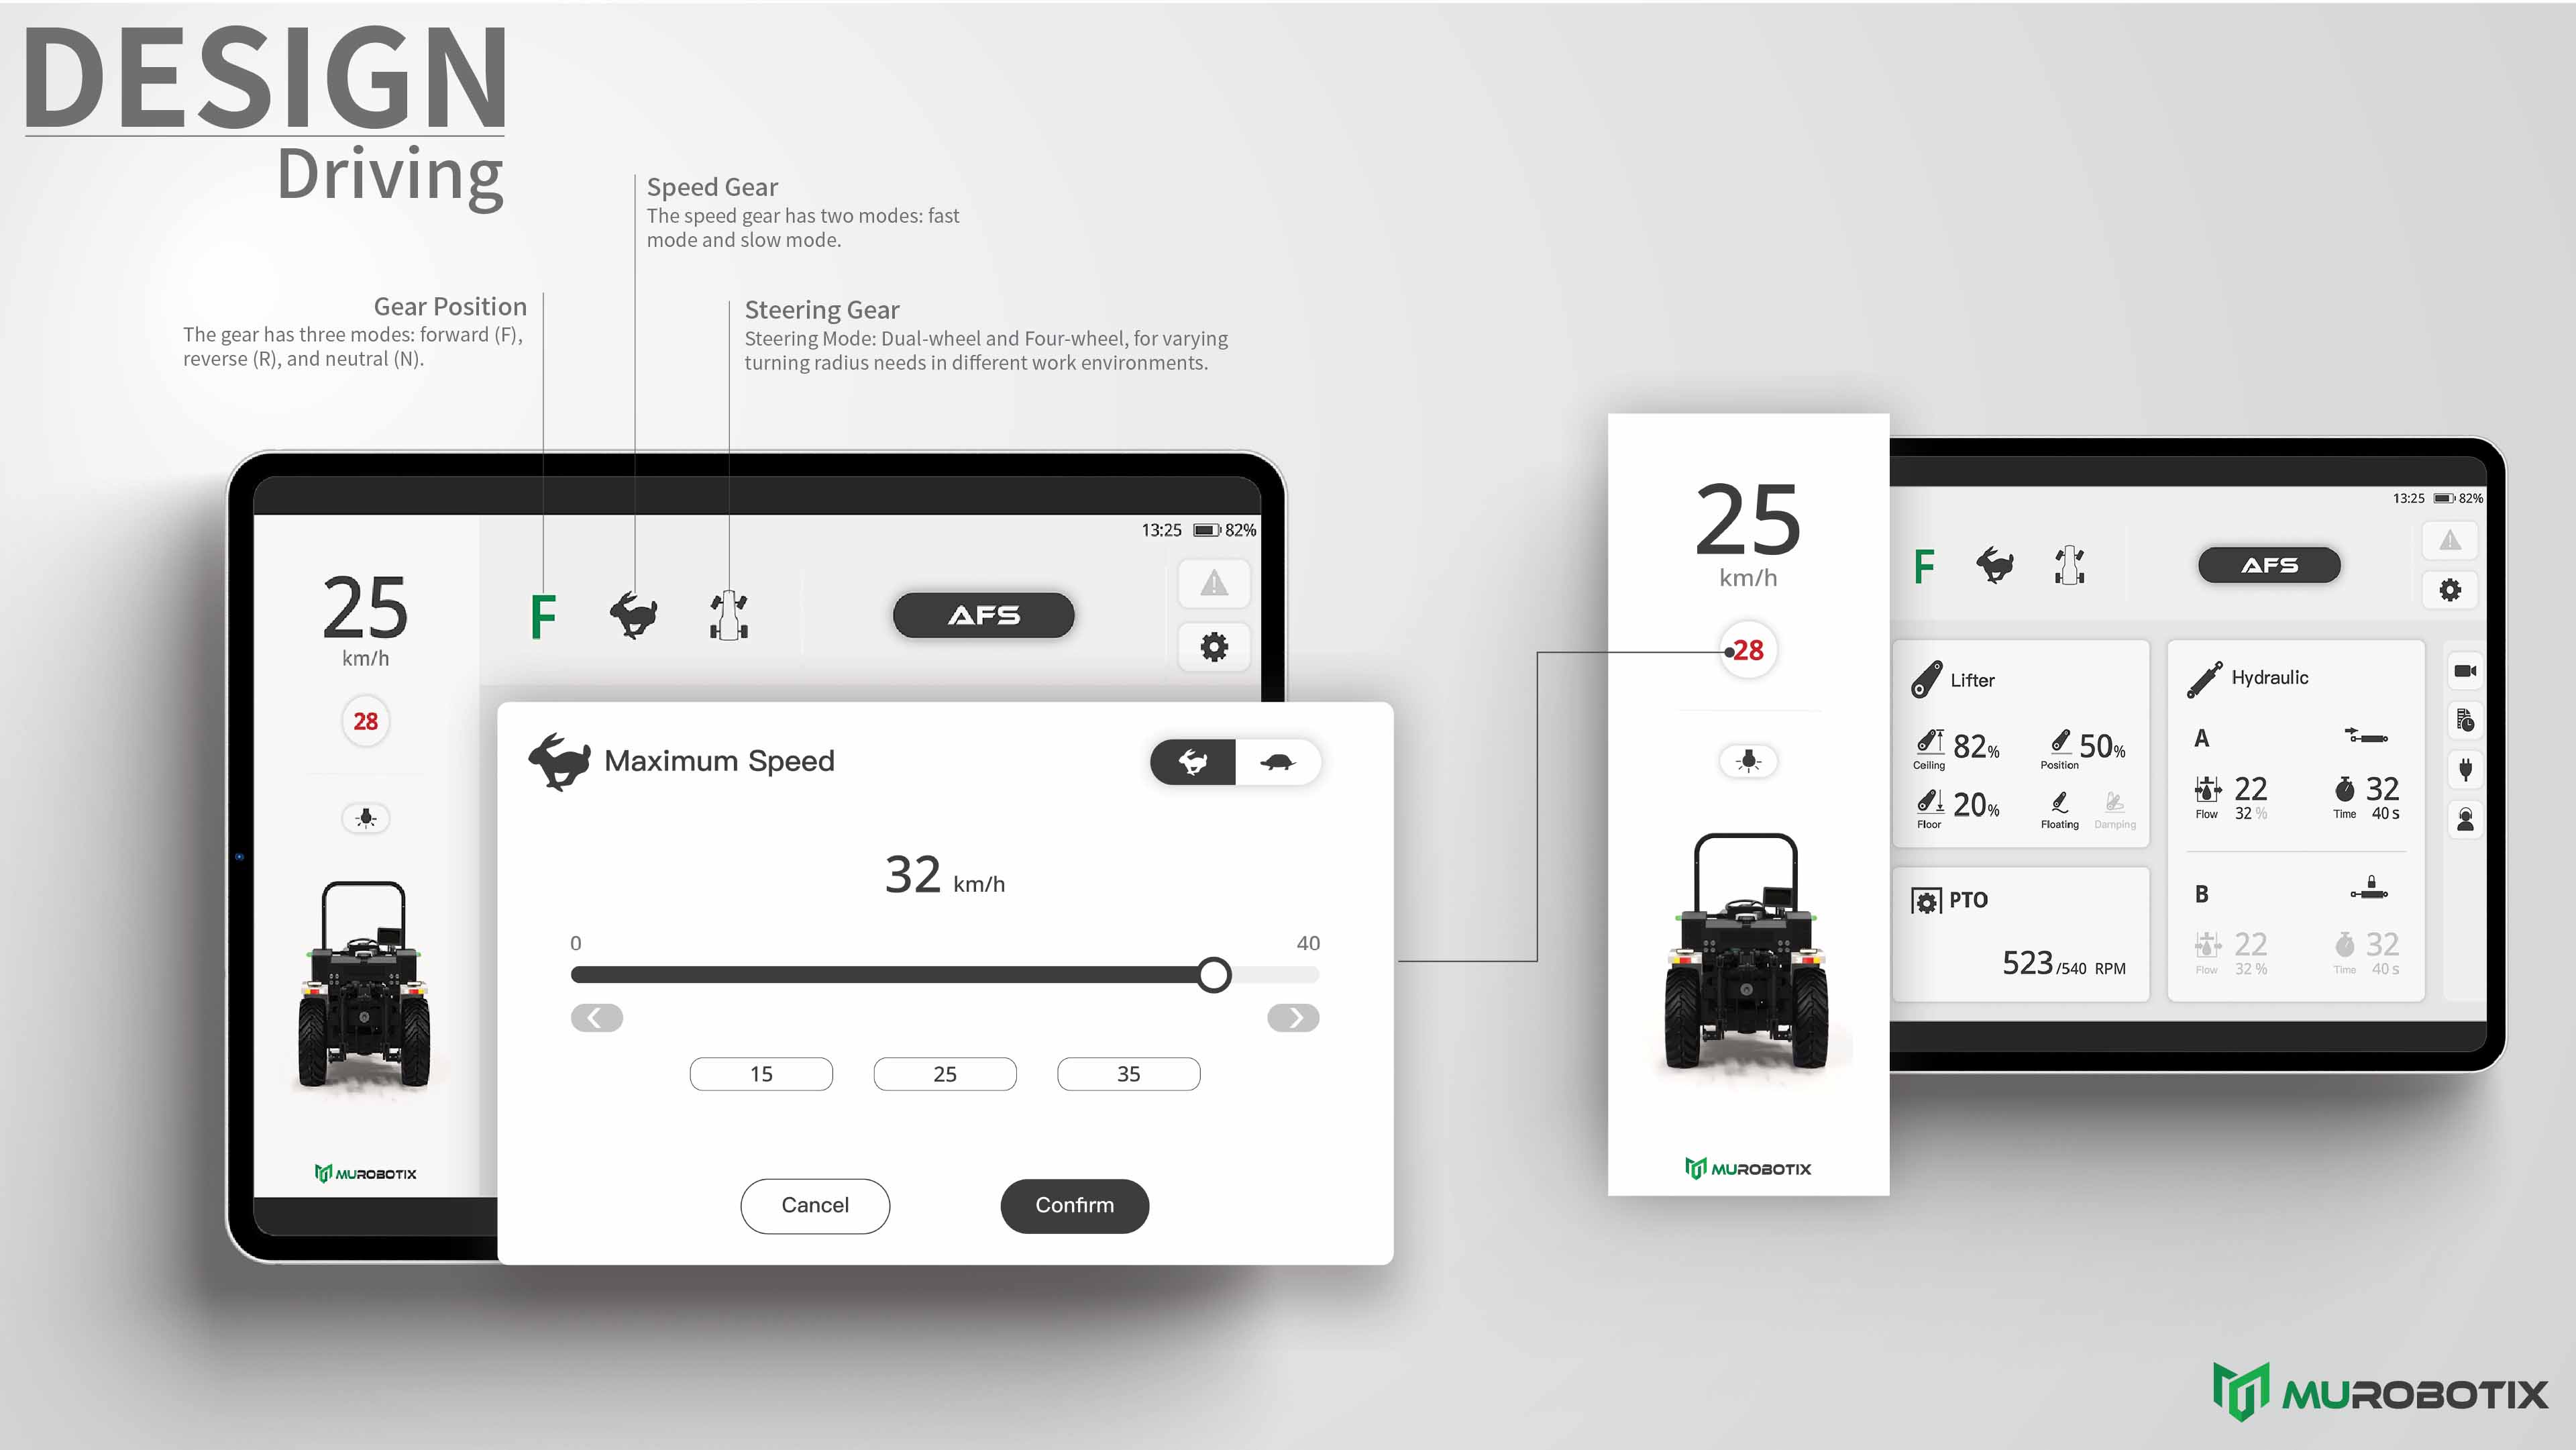 DESIGN
Driving
Speed Gear
The speed gear has two modes: fast
mode and slow mode.
Gear Position
The gear has three modes: forward (F),
reverse (R), and neutral (N).
Steering Gear
Steering Mode: Dual-wheel and Four-wheel, for varying
turning radius needs in different work environments.
13:25 82%
25
km/h
28
F
AFS
MUROBOTIX
Maximum Speed
32 km/h
0 40
15 25 35
Cancel Confirm
25
km/h
28
MUROBOTIX
13:25 82%
F
AFS
Lifter
82%
Ceiling
50%
Position
20%
Floor
Floating
Damping
PTO
523/540 RPM
Hydraulic
A
22 32
Flow 32 % Time 40 s
B
22 32
Flow 32 % Time 40 s
MUROBOTIX